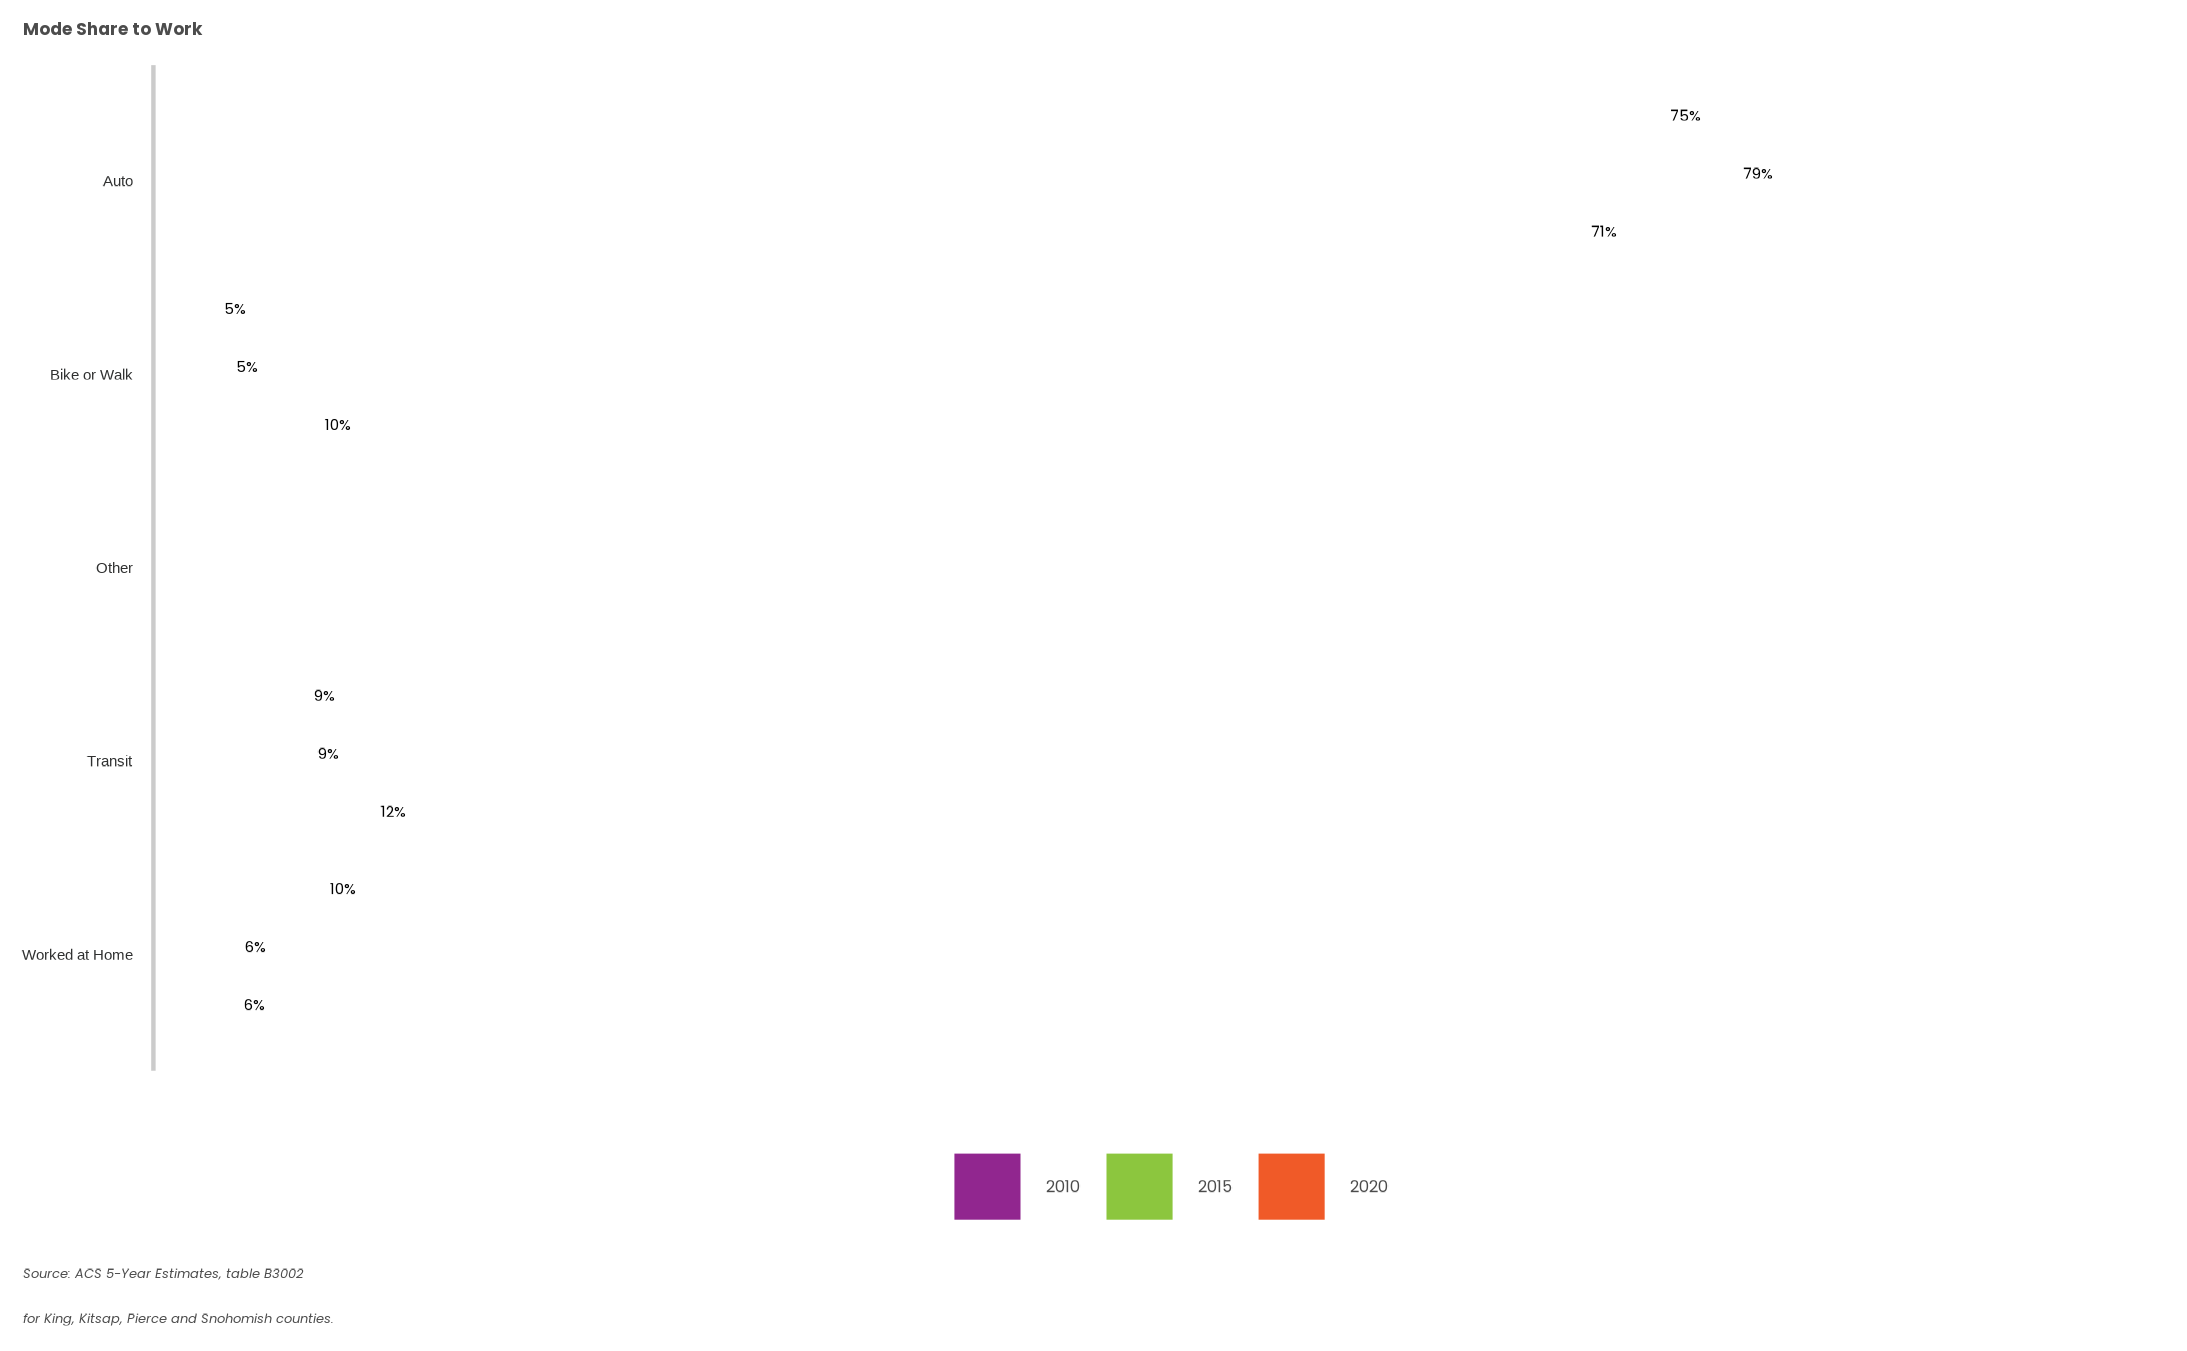 Mode Share to Work
75%
Auto
79%
71%
5%
Bike or Walk
5%
10%
Other
9%
Transit
9%
12%
10%
Worked at Home
6%
6%
2010 2015 2020
Source: ACS 5-Year Estimates, table B3002
for King, Kitsap, Pierce and Snohomish counties.